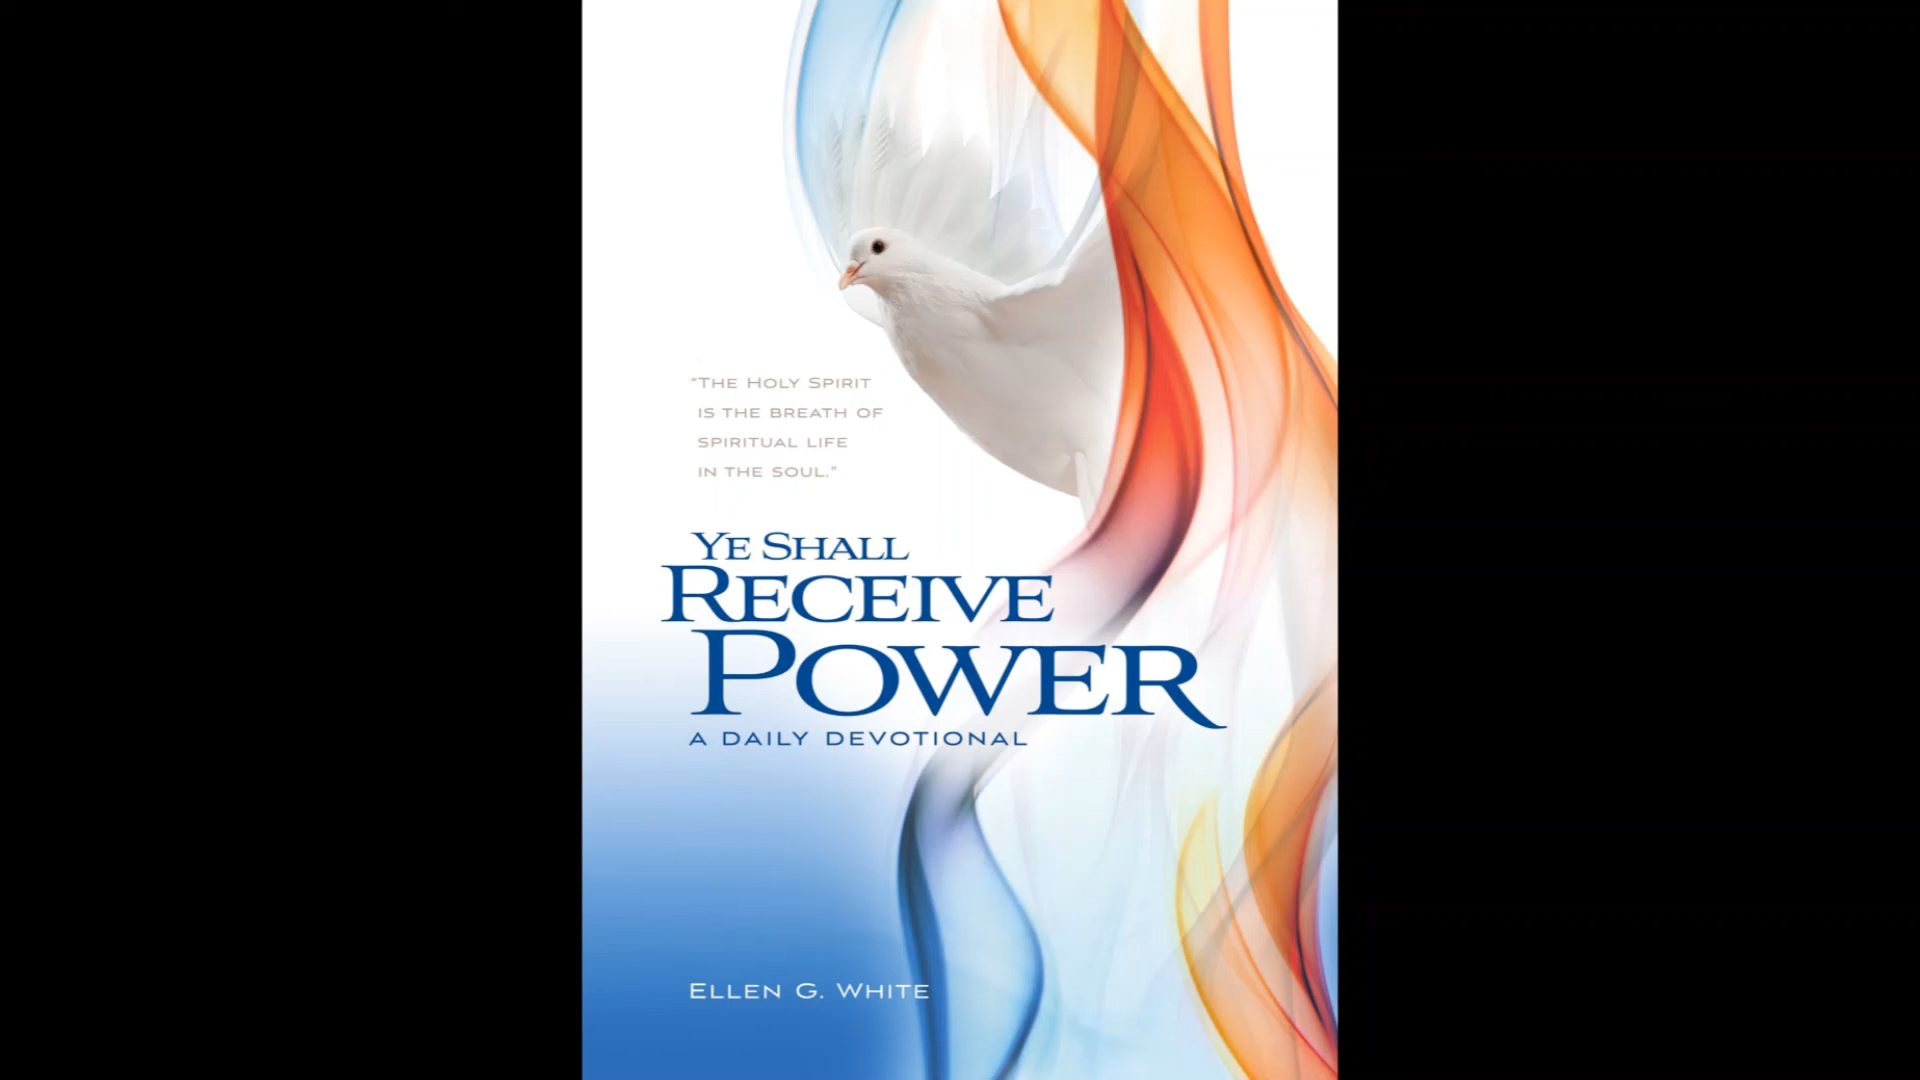 "The Holy Spirit
is the breath of
spiritual life
in the soul."
Ye Shall
Receive
Power
A Daily Devotional
Ellen G. White